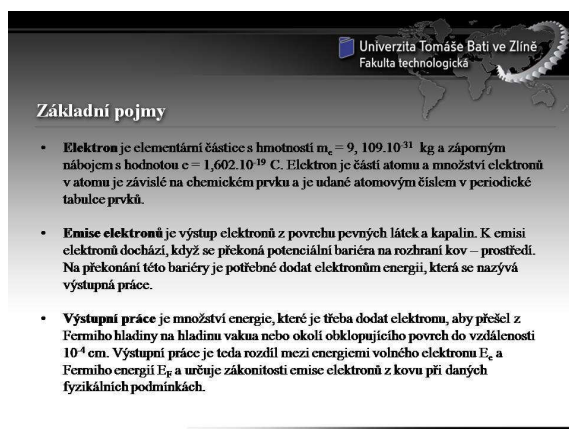 Univerzita Tomáše Bati ve Zlíně
Fakulta technologická
Základní pojmy
• Elektron je elementární částice s hmotností mₑ = 9, 109.10⁻³¹ kg a záporným
nábojem s hodnotou e = 1,602.10⁻¹⁹ C. Elektron je částí atomu a množství elektronů
v atomu je závislé na chemickém prvku a je udané atomovým číslem v periodické
tabulce prvků.
• Emise elektronů je výstup elektronů z povrchu pevných látek a kapalin. K emisi
elektronů dochází, když se překoná potenciální bariéra na rozhraní kov – prostředí.
Na překonání této bariéry je potřebné dodat elektronům energii, která se nazývá
výstupná práce.
• Výstupní práce je množství energie, které je třeba dodat elektronu, aby přešel z
Fermiho hladiny na hladinu vakua nebo okolí obklopujícího povrch do vzdálenosti
10⁻⁴ cm. Výstupní práce je teda rozdíl mezi energiemi volného elektronu Eₑ a
Fermiho energií E_F a určuje zákonitosti emise elektronů z kovu při daných
fyzikálních podmínkách.